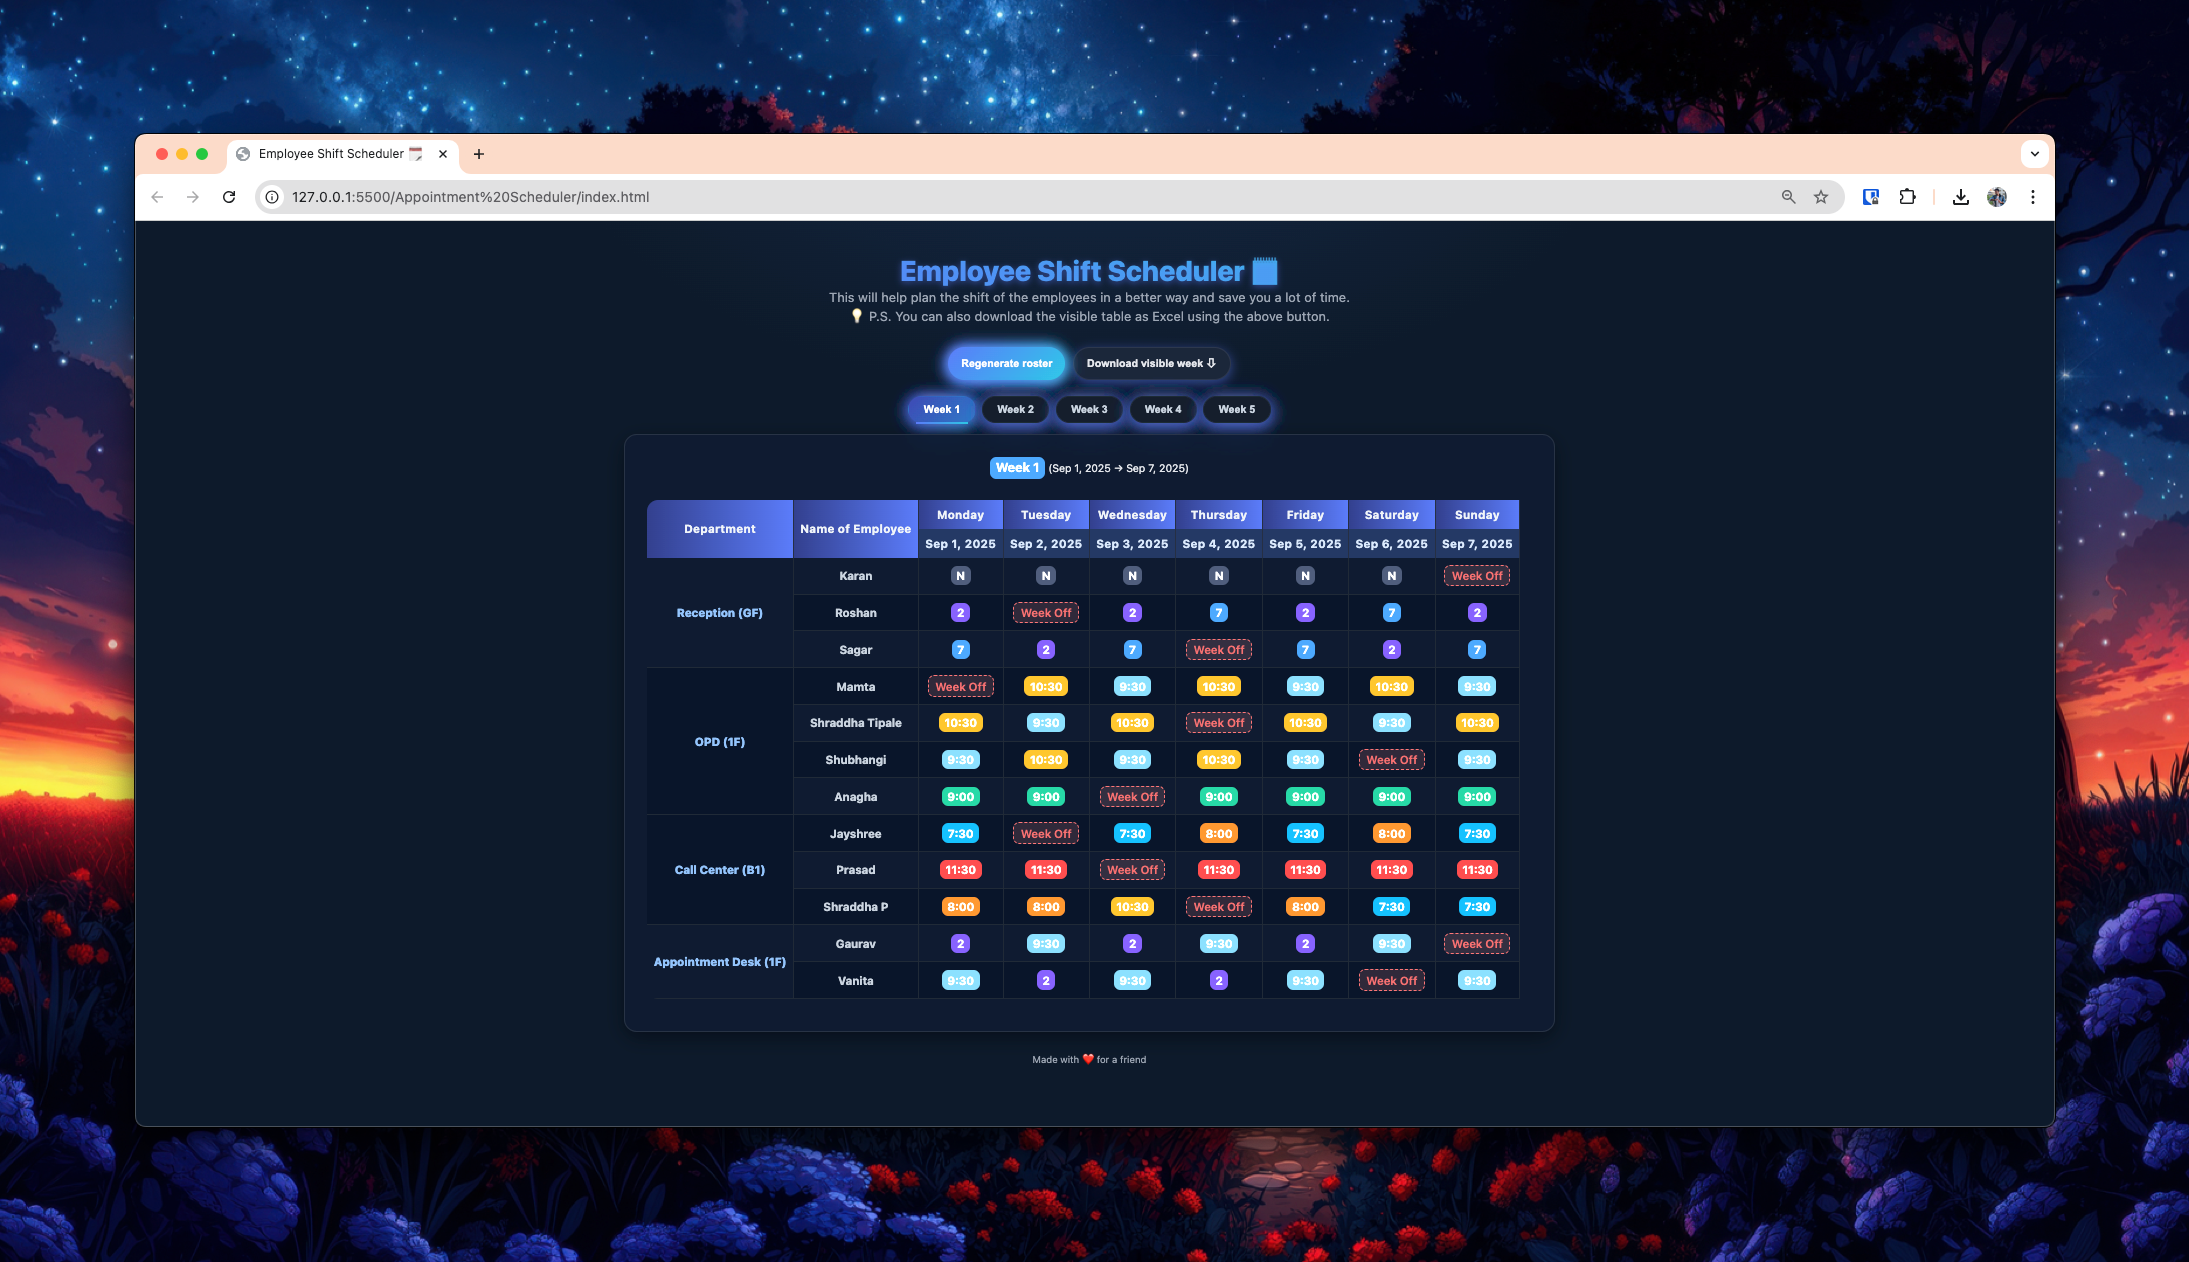 Employee Shift Scheduler
127.0.0.1:5500/Appointment%20Scheduler/index.html
Employee Shift Scheduler
This will help plan the shift of the employees in a better way and save you a lot of time.
💡 P.S. You can also download the visible table as Excel using the above button.
Regenerate roster Download visible week ⇩
Week 1 Week 2 Week 3 Week 4 Week 5
Week 1 (Sep 1, 2025 → Sep 7, 2025)
Department Name of Employee Monday Tuesday Wednesday Thursday Friday Saturday Sunday
Sep 1, 2025 Sep 2, 2025 Sep 3, 2025 Sep 4, 2025 Sep 5, 2025 Sep 6, 2025 Sep 7, 2025
Reception (GF)
Karan N N N N N N Week Off
Roshan 2 Week Off 2 7 2 7 2
Sagar 7 2 7 Week Off 7 2 7
OPD (1F)
Mamta Week Off 10:30 9:30 10:30 9:30 10:30 9:30
Shraddha Tipale 10:30 9:30 10:30 Week Off 10:30 9:30 10:30
Shubhangi 9:30 10:30 9:30 10:30 9:30 Week Off 9:30
Anagha 9:00 9:00 Week Off 9:00 9:00 9:00 9:00
Call Center (B1)
Jayshree 7:30 Week Off 7:30 8:00 7:30 8:00 7:30
Prasad 11:30 11:30 Week Off 11:30 11:30 11:30 11:30
Shraddha P 8:00 8:00 10:30 Week Off 8:00 7:30 7:30
Appointment Desk (1F)
Gaurav 2 9:30 2 9:30 2 9:30 Week Off
Vanita 9:30 2 9:30 2 9:30 Week Off 9:30
Made with ❤️ for a friend